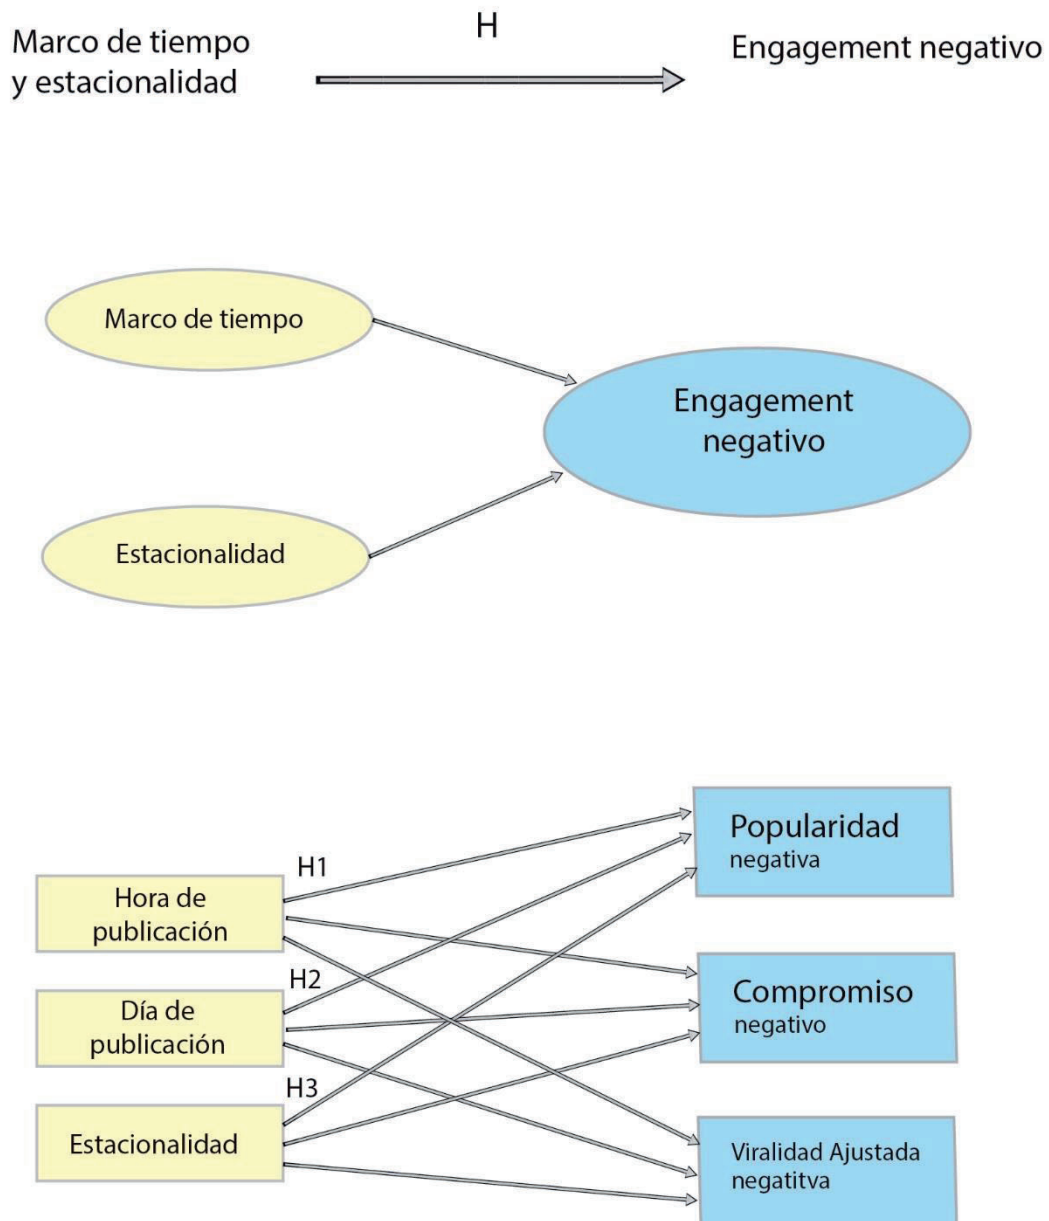 Marco de tiempo
y estacionalidad
H
Engagement negativo
Marco de tiempo
Engagement
negativo
Estacionalidad
H1
Hora de
publicación
H2
Día de
publicación
H3
Estacionalidad
Popularidad
negativa
Compromiso
negativo
Viralidad Ajustada
negatitva